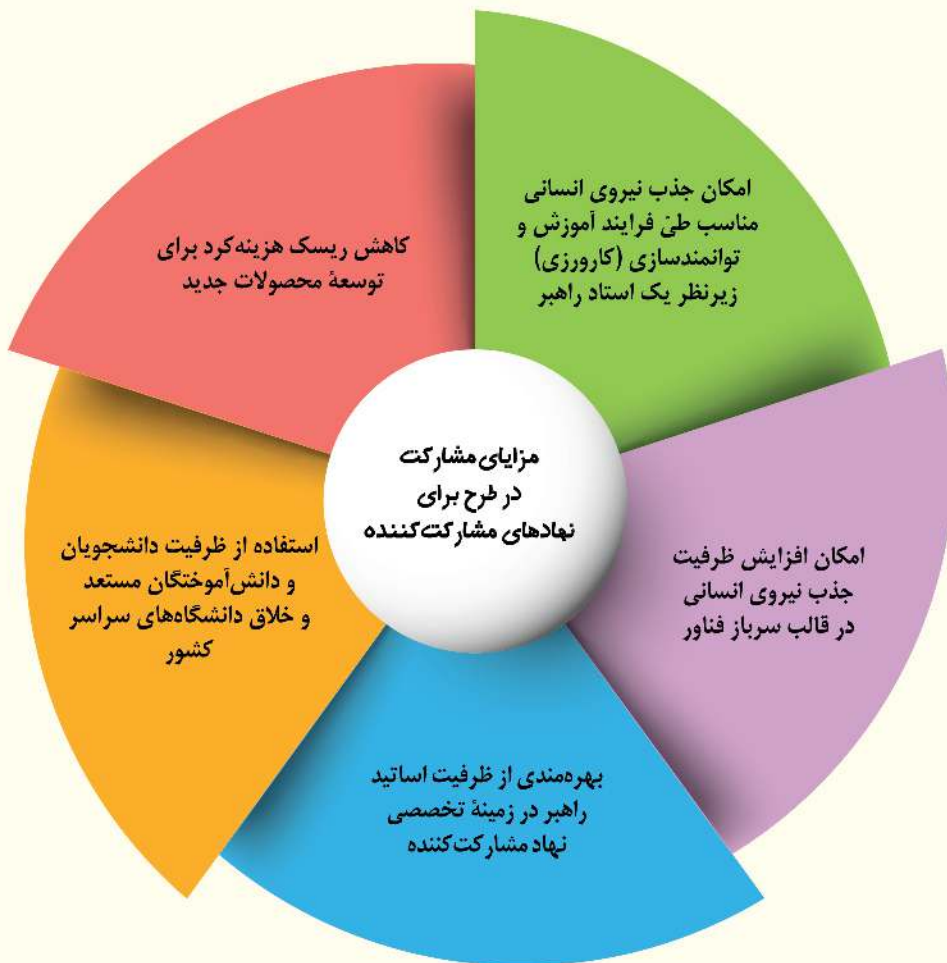 مزایای مشارکت
در طرح برای
نهادهای مشارکت‌کننده
امکان جذب نیروی انسانی
مناسب طیّ فرایند آموزش و
توانمندسازی (کارورزی)
زیرنظر یک استاد راهبر
امکان افزایش ظرفیت
جذب نیروی انسانی
در قالب سرباز فناور
بهره‌مندی از ظرفیت اساتید
راهبر در زمینهٔ تخصصی
نهاد مشارکت‌کننده
استفاده از ظرفیت دانشجویان
و دانش‌آموختگان مستعد
و خلاق دانشگاه‌های سراسر
کشور
کاهش ریسک هزینه‌کرد برای
توسعهٔ محصولات جدید